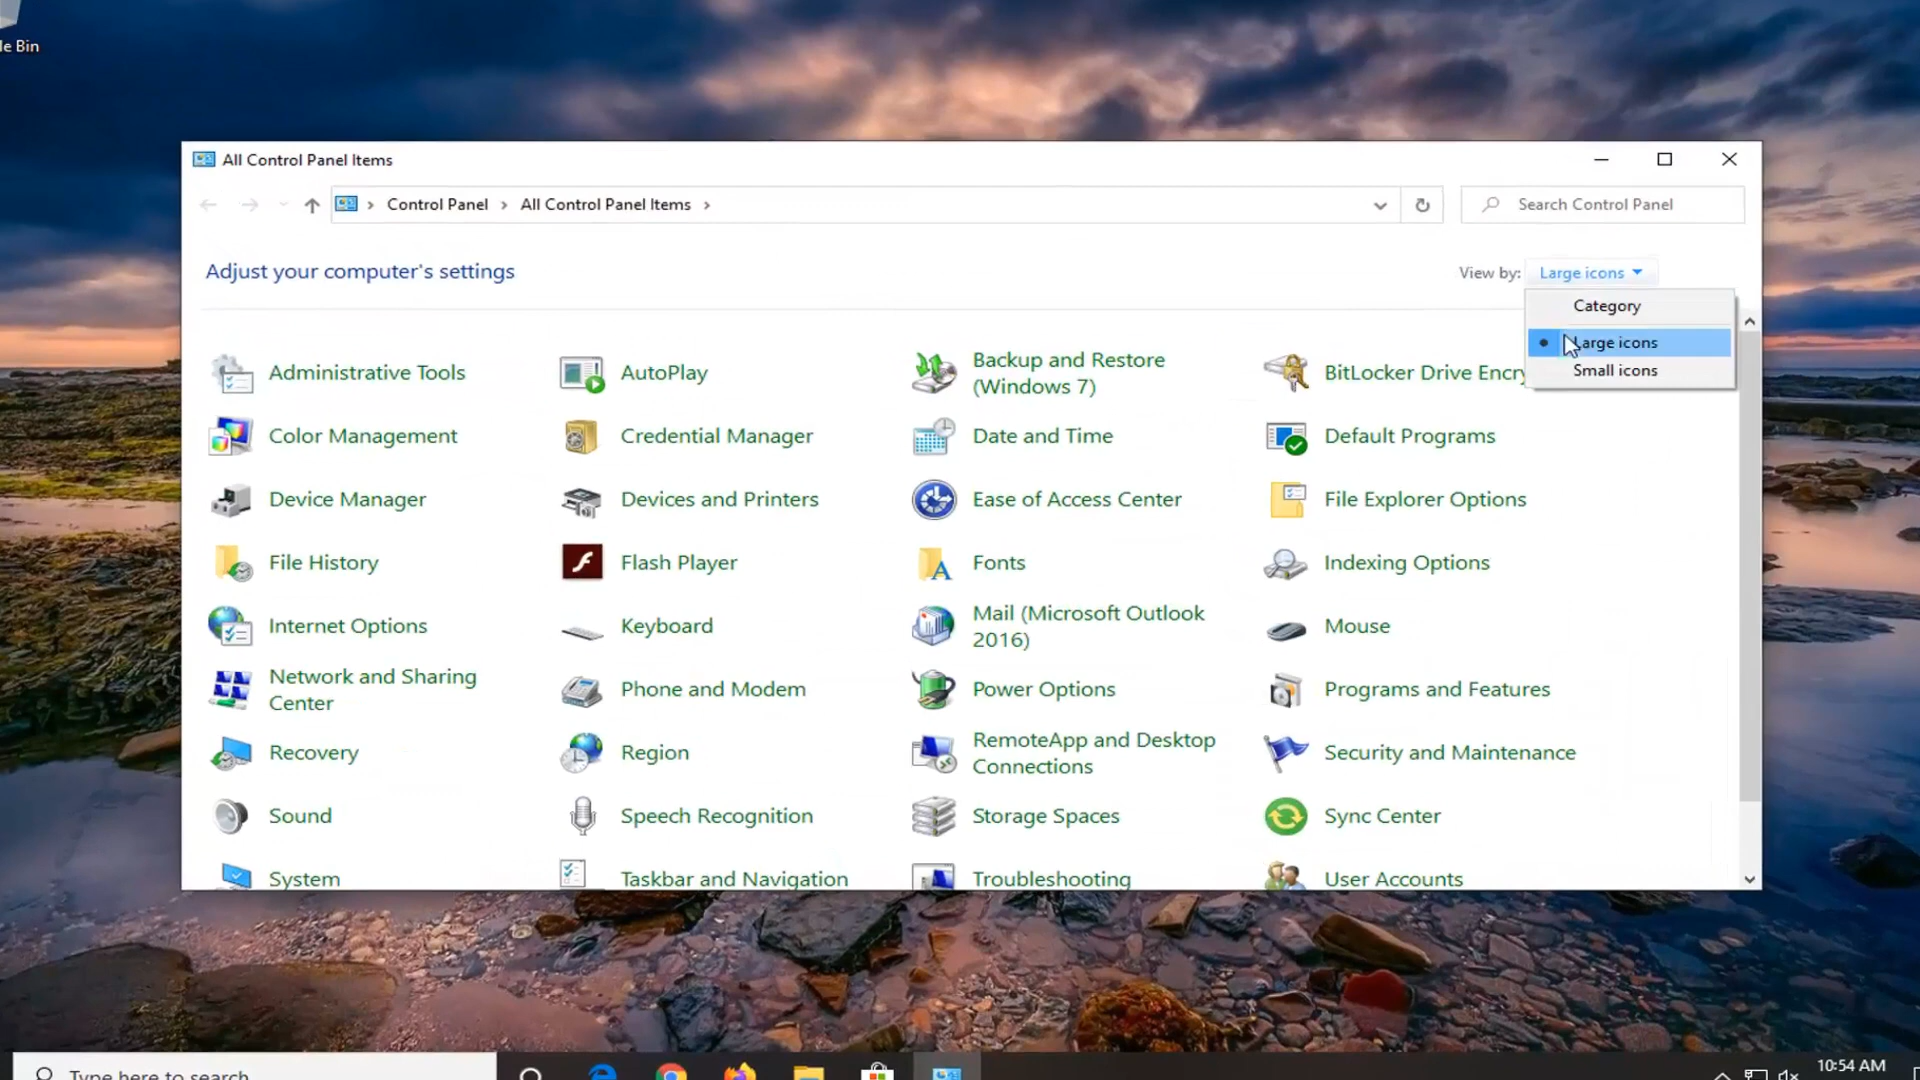 le Bin
All Control Panel Items
Control Panel
All Control Panel Items
Search Control Panel
Adjust your computer's settings
View by: Large icons
Category
Large icons
Small icons
Administrative Tools
AutoPlay
Backup and Restore
(Windows 7)
BitLocker Drive Encry
Color Management
Credential Manager
Date and Time
Default Programs
Device Manager
Devices and Printers
Ease of Access Center
File Explorer Options
File History
Flash Player
Fonts
Indexing Options
Internet Options
Keyboard
Mail (Microsoft Outlook
2016)
Mouse
Network and Sharing
Center
Phone and Modem
Power Options
Programs and Features
Recovery
Region
RemoteApp and Desktop
Connections
Security and Maintenance
Sound
Speech Recognition
Storage Spaces
Sync Center
System
Taskbar and Navigation
Troubleshooting
User Accounts
Type here to search
10:54 AM